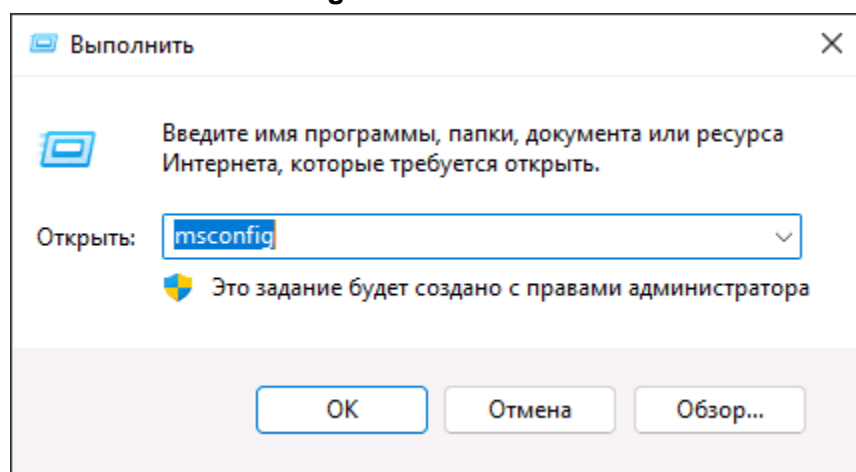 g
Выполнить
Введите имя программы, папки, документа или ресурса
Интернета, которые требуется открыть.
Открыть:
msconfig
Это задание будет создано с правами администратора
ОК
Отмена
Обзор...